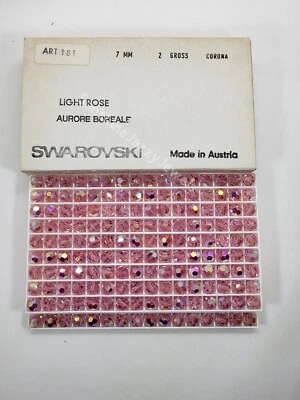 ART 181
7 MM 2 GROSS CORONA
LIGHT ROSE
AURORE BOREALE
SWAROVSKI Made in Austria